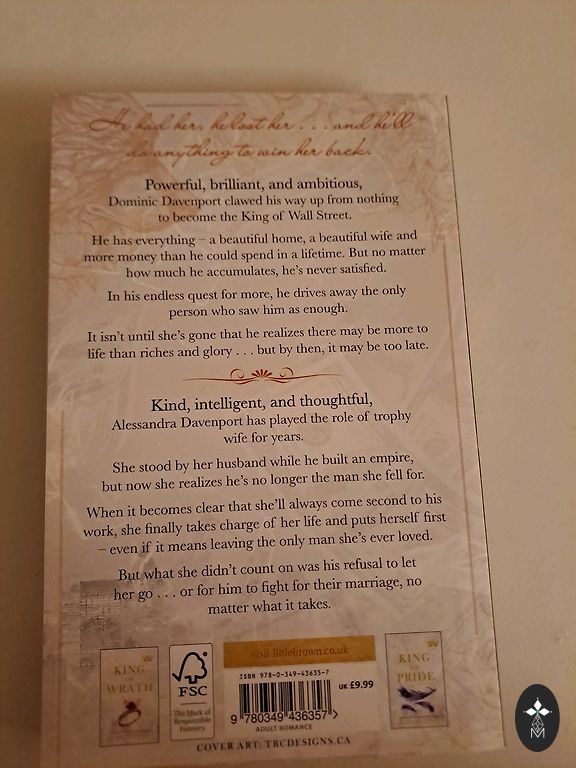 He had her, he lost her . . . and he'll
do anything to win her back.
Powerful, brilliant, and ambitious,
Dominic Davenport clawed his way up from nothing
to become the King of Wall Street.
He has everything – a beautiful home, a beautiful wife and
more money than he could spend in a lifetime. But no matter
how much he accumulates, he's never satisfied.
In his endless quest for more, he drives away the only
person who saw him as enough.
It isn't until she's gone that he realizes there may be more to
life than riches and glory . . . but by then, it may be too late.
Kind, intelligent, and thoughtful,
Alessandra Davenport has played the role of trophy
wife for years.
She stood by her husband while he built an empire,
but now she realizes he's no longer the man she fell for.
When it becomes clear that she'll always come second to his
work, she finally takes charge of her life and puts herself first
– even if it means leaving the only man she's ever loved.
But what she didn't count on was his refusal to let
her go . . . or for him to fight for their marriage, no
matter what it takes.
KING
OF
WRATH
FSC
The Mark of
Responsible
Forestry
visit littlebrown.co.uk
ISBN 978-0-349-43635-7
9 780349 436357
UK £9.99
ADULT ROMANCE
KING
OF
PRIDE
COVER ART: TRCDESIGNS.CA
M